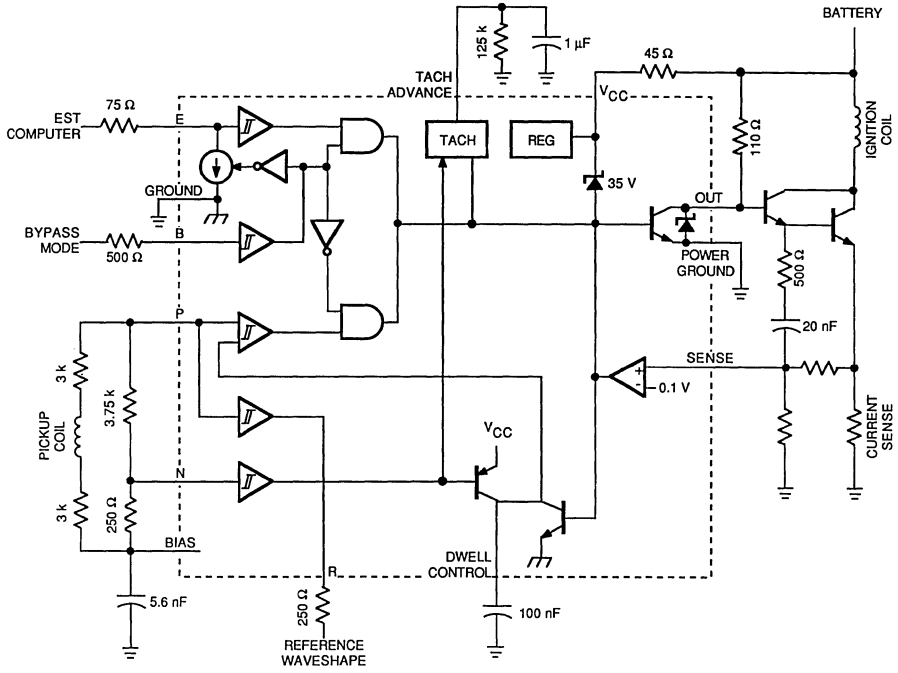 BATTERY
125 k
1 µF
45 Ω
TACH
ADVANCE
VCC
75 Ω
EST
COMPUTER
E
TACH
REG
110 Ω
IGNITION
COIL
35 V
GROUND
OUT
BYPASS
MODE
B
500 Ω
POWER
GROUND
500 Ω
P
20 nF
SENSE
3 k
3.75 k
+
- 0.1 V
PICKUP
COIL
CURRENT
SENSE
VCC
N
3 k
250 Ω
BIAS
DWELL
CONTROL
R
5.6 nF
250 Ω
100 nF
REFERENCE
WAVESHAPE